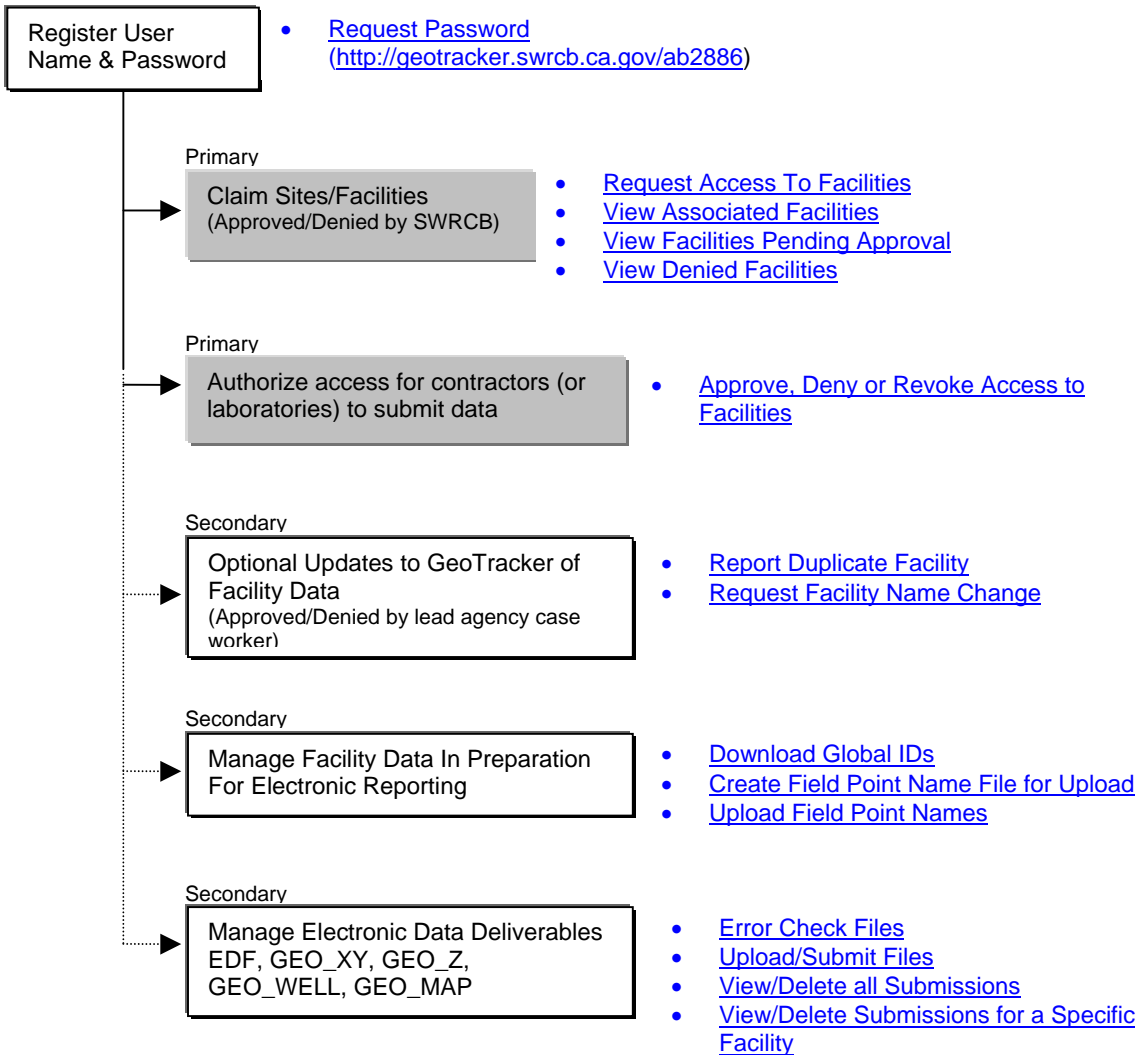 Register User
Name & Password
• Request Password
(http://geotracker.swrcb.ca.gov/ab2886)
Primary
Claim Sites/Facilities
(Approved/Denied by SWRCB)
• Request Access To Facilities
• View Associated Facilities
• View Facilities Pending Approval
• View Denied Facilities
Primary
Authorize access for contractors (or
laboratories) to submit data
• Approve, Deny or Revoke Access to
Facilities
Secondary
Optional Updates to GeoTracker of
Facility Data
(Approved/Denied by lead agency case
worker)
• Report Duplicate Facility
• Request Facility Name Change
Secondary
Manage Facility Data In Preparation
For Electronic Reporting
• Download Global IDs
• Create Field Point Name File for Upload
• Upload Field Point Names
Secondary
Manage Electronic Data Deliverables
EDF, GEO_XY, GEO_Z,
GEO_WELL, GEO_MAP
• Error Check Files
• Upload/Submit Files
• View/Delete all Submissions
• View/Delete Submissions for a Specific
Facility